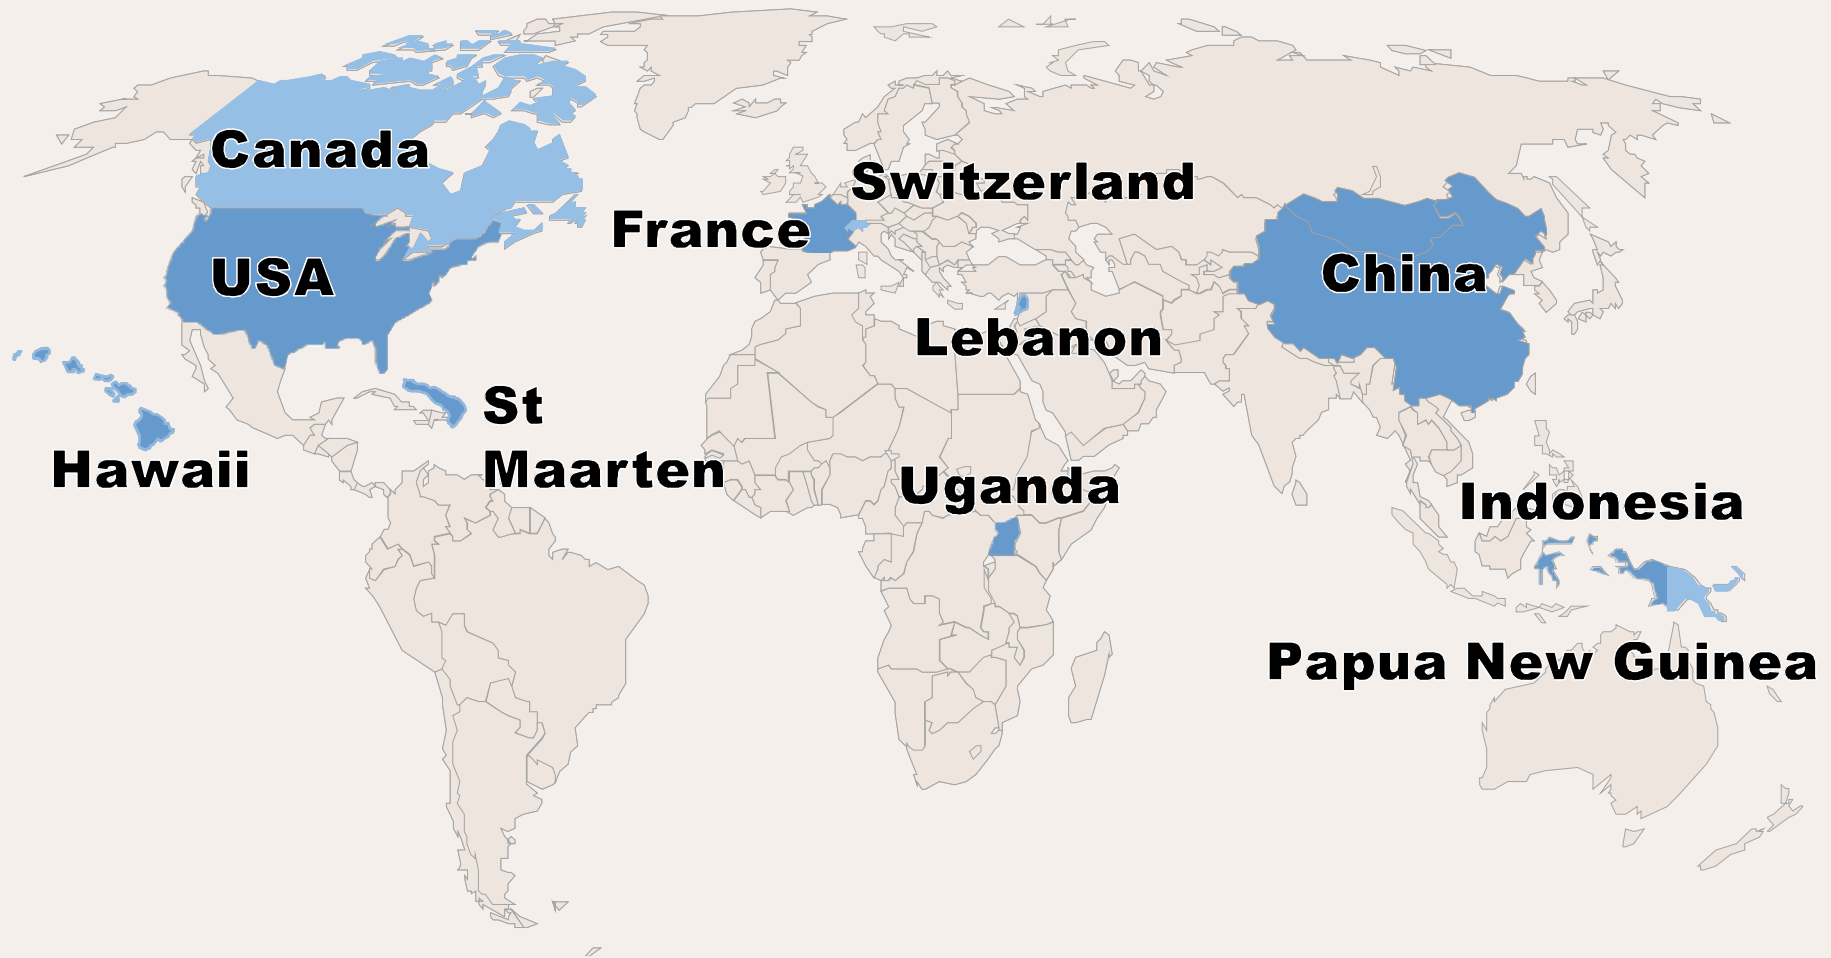 Canada
Switzerland
France
USA
China
Lebanon
St
Maarten
Hawaii
Uganda
Indonesia
Papua New Guinea